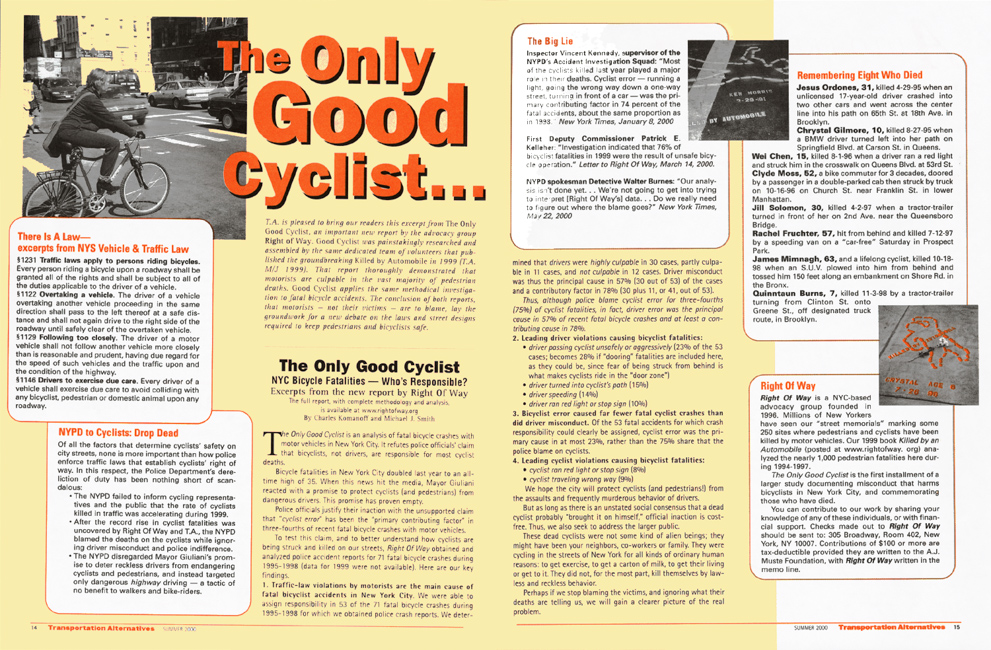 The Only
Good
Cyclist...
There Is A Law—
excerpts from NYS Vehicle & Traffic Law
§1231 Traffic laws apply to persons riding bicycles.
Every person riding a bicycle upon a roadway shall be
granted all of the rights and shall be subject to all of
the duties applicable to the driver of a vehicle.
§1122 Overtaking a vehicle. The driver of a vehicle
overtaking another vehicle proceeding in the same
direction shall pass to the left thereof at a safe dis-
tance and shall not again drive to the right side of the
roadway until safely clear of the overtaken vehicle.
§1129 Following too closely. The driver of a motor
vehicle shall not follow another vehicle more closely
than is reasonable and prudent, having due regard for
the speed of such vehicles and the traffic upon and
the condition of the highway.
§1146 Drivers to exercise due care. Every driver of a
vehicle shall exercise due care to avoid colliding with
any bicyclist, pedestrian or domestic animal upon any
roadway.
NYPD to Cyclists: Drop Dead
Of all the factors that determine cyclists' safety on
city streets, none is more important than how police
enforce traffic laws that establish cyclists' right of
way. In this respect, the Police Department's dere-
liction of duty has been nothing short of scan-
dalous:
• The NYPD failed to inform cycling representa-
tives and the public that the rate of cyclists
killed in traffic was accelerating during 1999.
• After the record rise in cyclist fatalities was
uncovered by Right Of Way and T.A., the NYPD
blamed the deaths on the cyclists while ignor-
ing driver misconduct and police indifference.
• The NYPD disregarded Mayor Giuliani's prom-
ise to deter reckless drivers from endangering
cyclists and pedestrians, and instead targeted
only dangerous highway driving — a tactic of
no benefit to walkers and bike-riders.
T.A. is pleased to bring our readers this excerpt from The Only
Good Cyclist, an important new report by the advocacy group
Right of Way. Good Cyclist was painstakingly researched and
assembled by the same dedicated team of volunteers that pub-
lished the groundbreaking Killed by Automobile in 1999 (T.A.
M/J 1999). That report thoroughly demonstrated that
motorists are culpable in the vast majority of pedestrian
deaths. Good Cyclist applies the same methodical investiga-
tion to fatal bicycle accidents. The conclusion of both reports,
that motorists - not their victims - are to blame, lay the
groundwork for a new debate on the laws and street designs
required to keep pedestrians and bicyclists safe.
The Only Good Cyclist
NYC Bicycle Fatalities — Who's Responsible?
Excerpts from the new report by Right Of Way
The full report, with complete methodology and analysis,
is available at www.rightofway.org
By Charles Komanoff and Michael J. Smith
The Only Good Cyclist is an analysis of fatal bicycle crashes with
motor vehicles in New York City. It refutes police officials' claim
that bicyclists, not drivers, are responsible for most cyclist
deaths.
Bicycle fatalities in New York City doubled last year to an all-
time high of 35. When this news hit the media, Mayor Giuliani
reacted with a promise to protect cyclists (and pedestrians) from
dangerous drivers. This promise has proven empty.
Police officials justify their inaction with the unsupported claim
that "cyclist error" has been the "primary contributing factor" in
three-fourths of recent fatal bicycle crashes with motor vehicles.
To test this claim, and to better understand how cyclists are
being struck and killed on our streets, Right Of Way obtained and
analyzed police accident reports for 71 fatal bicycle crashes during
1995-1998 (data for 1999 were not available). Here are our key
findings.
1. Traffic-law violations by motorists are the main cause of
fatal bicyclist accidents in New York City. We were able to
assign responsibility in 53 of the 71 fatal bicycle crashes during
1995-1998 for which we obtained police crash reports. We deter-
14 Transportation Alternatives SUMMER 2000
The Big Lie
Inspector Vincent Kennedy, supervisor of the
NYPD's Accident Investigation Squad: "Most
of the cyclists killed last year played a major
role in their deaths. Cyclist error — running a
light, going the wrong way down a one-way
street, turning in front of a car — was the pri-
mary contributing factor in 74 percent of the
fatal accidents, about the same proportion as
in 1998." New York Times, January 8, 2000
First Deputy Commissioner Patrick E.
Kelleher: "Investigation indicated that 76% of
bicyclist fatalities in 1999 were the result of unsafe bicy-
cle operation." Letter to Right Of Way, March 14, 2000.
NYPD spokesman Detective Walter Burnes: "Our analy-
sis isn't done yet. . . We're not going to get into trying
to interpret [Right Of Way's] data. . . Do we really need
to figure out where the blame goes?" New York Times,
May 22, 2000
KEN MORRIS
7-20-01
BY AUTOMOBILE
mined that drivers were highly culpable in 30 cases, partly culpa-
ble in 11 cases, and not culpable in 12 cases. Driver misconduct
was thus the principal cause in 57% (30 out of 53) of the cases
and a contributory factor in 78% (30 plus 11, or 41, out of 53).
Thus, although police blame cyclist error for three-fourths
(75%) of cyclist fatalities, in fact, driver error was the principal
cause in 57% of recent fatal bicycle crashes and at least a con-
tributing cause in 78%.
2. Leading driver violations causing bicyclist fatalities:
• driver passing cyclist unsafely or aggressively (23% of the 53
cases; becomes 28% if "dooring" fatalities are included here,
as they could be, since fear of being struck from behind is
what makes cyclists ride in the "door zone")
• driver turned into cyclist's path (15%)
• driver speeding (14%)
• driver ran red light or stop sign (10%)
3. Bicyclist error caused far fewer fatal cyclist crashes than
did driver misconduct. Of the 53 fatalities for which crash
responsibility could clearly be assigned, cyclist error was the pri-
mary cause in at most 23%, rather than the 75% share that the
police blame on cyclists.
4. Leading cyclist violations causing bicyclist fatalities:
• cyclist ran red light or stop sign (8%)
• cyclist traveling wrong way (9%)
We hope the city will protect cyclists (and pedestrians!) from
the assaults and frequently murderous behavior of drivers.
But as long as there is an unstated social consensus that a dead
cyclist probably "brought it on himself," official inaction is cost-
free. Thus, we also seek to address the larger public.
These dead cyclists were not some kind of alien beings; they
might have been your neighbors, co-workers or family. They were
cycling in the streets of New York for all kinds of ordinary human
reasons: to get exercise, to get a carton of milk, to get their living
or get to it. They did not, for the most part, kill themselves by law-
less and reckless behavior.
Perhaps if we stop blaming the victims, and ignoring what their
deaths are telling us, we will gain a clearer picture of the real
problem.
Remembering Eight Who Died
Jesus Ordones, 31, killed 4-29-95 when an
unlicensed 17-year-old driver crashed into
two other cars and went across the center
line into his path on 65th St. at 18th Ave. in
Brooklyn.
Chrystal Gilmore, 10, killed 8-27-95 when
a BMW driver turned left into her path on
Springfield Blvd. at Carson St. in Queens.
Wei Chen, 15, killed 8-1-96 when a driver ran a red light
and struck him in the crosswalk on Queens Blvd. at 53rd St.
Clyde Moss, 52, a bike commuter for 3 decades, doored
by a passenger in a double-parked cab then struck by truck
on 10-16-96 on Church St. near Franklin St. in lower
Manhattan.
Jill Solomon, 30, killed 4-2-97 when a tractor-trailer
turned in front of her on 2nd Ave. near the Queensboro
Bridge.
Rachel Fruchter, 57, hit from behind and killed 7-12-97
by a speeding van on a "car-free" Saturday in Prospect
Park.
James Mimnagh, 63, and a lifelong cyclist, killed 10-18-
98 when an S.U.V. plowed into him from behind and
tossed him 150 feet along an embankment on Shore Rd. in
the Bronx.
Quinntaun Burns, 7, killed 11-3-98 by a tractor-trailer
turning from Clinton St. onto
Greene St., off designated truck
route, in Brooklyn.
Right Of Way
Right Of Way is a NYC-based
advocacy group founded in
1996. Millions of New Yorkers
have seen our "street memorials" marking some
250 sites where pedestrians and cyclists have been
killed by motor vehicles. Our 1999 book Killed by an
Automobile (posted at www.rightofway. org) ana-
lyzed the nearly 1,000 pedestrian fatalities here dur-
ing 1994-1997.
The Only Good Cyclist is the first installment of a
larger study documenting misconduct that harms
bicyclists in New York City, and commemorating
those who have died.
You can contribute to our work by sharing your
knowledge of any of these incidents, or with finan-
cial support. Checks made out to Right Of Way
should be sent to: 305 Broadway, Room 402, New
York, NY 10007. Contributions of $100 or more are
tax-deductible provided they are written to the A.J.
Muste Foundation, with Right Of Way written in the
memo line.
SUMMER 2000 Transportation Alternatives 15